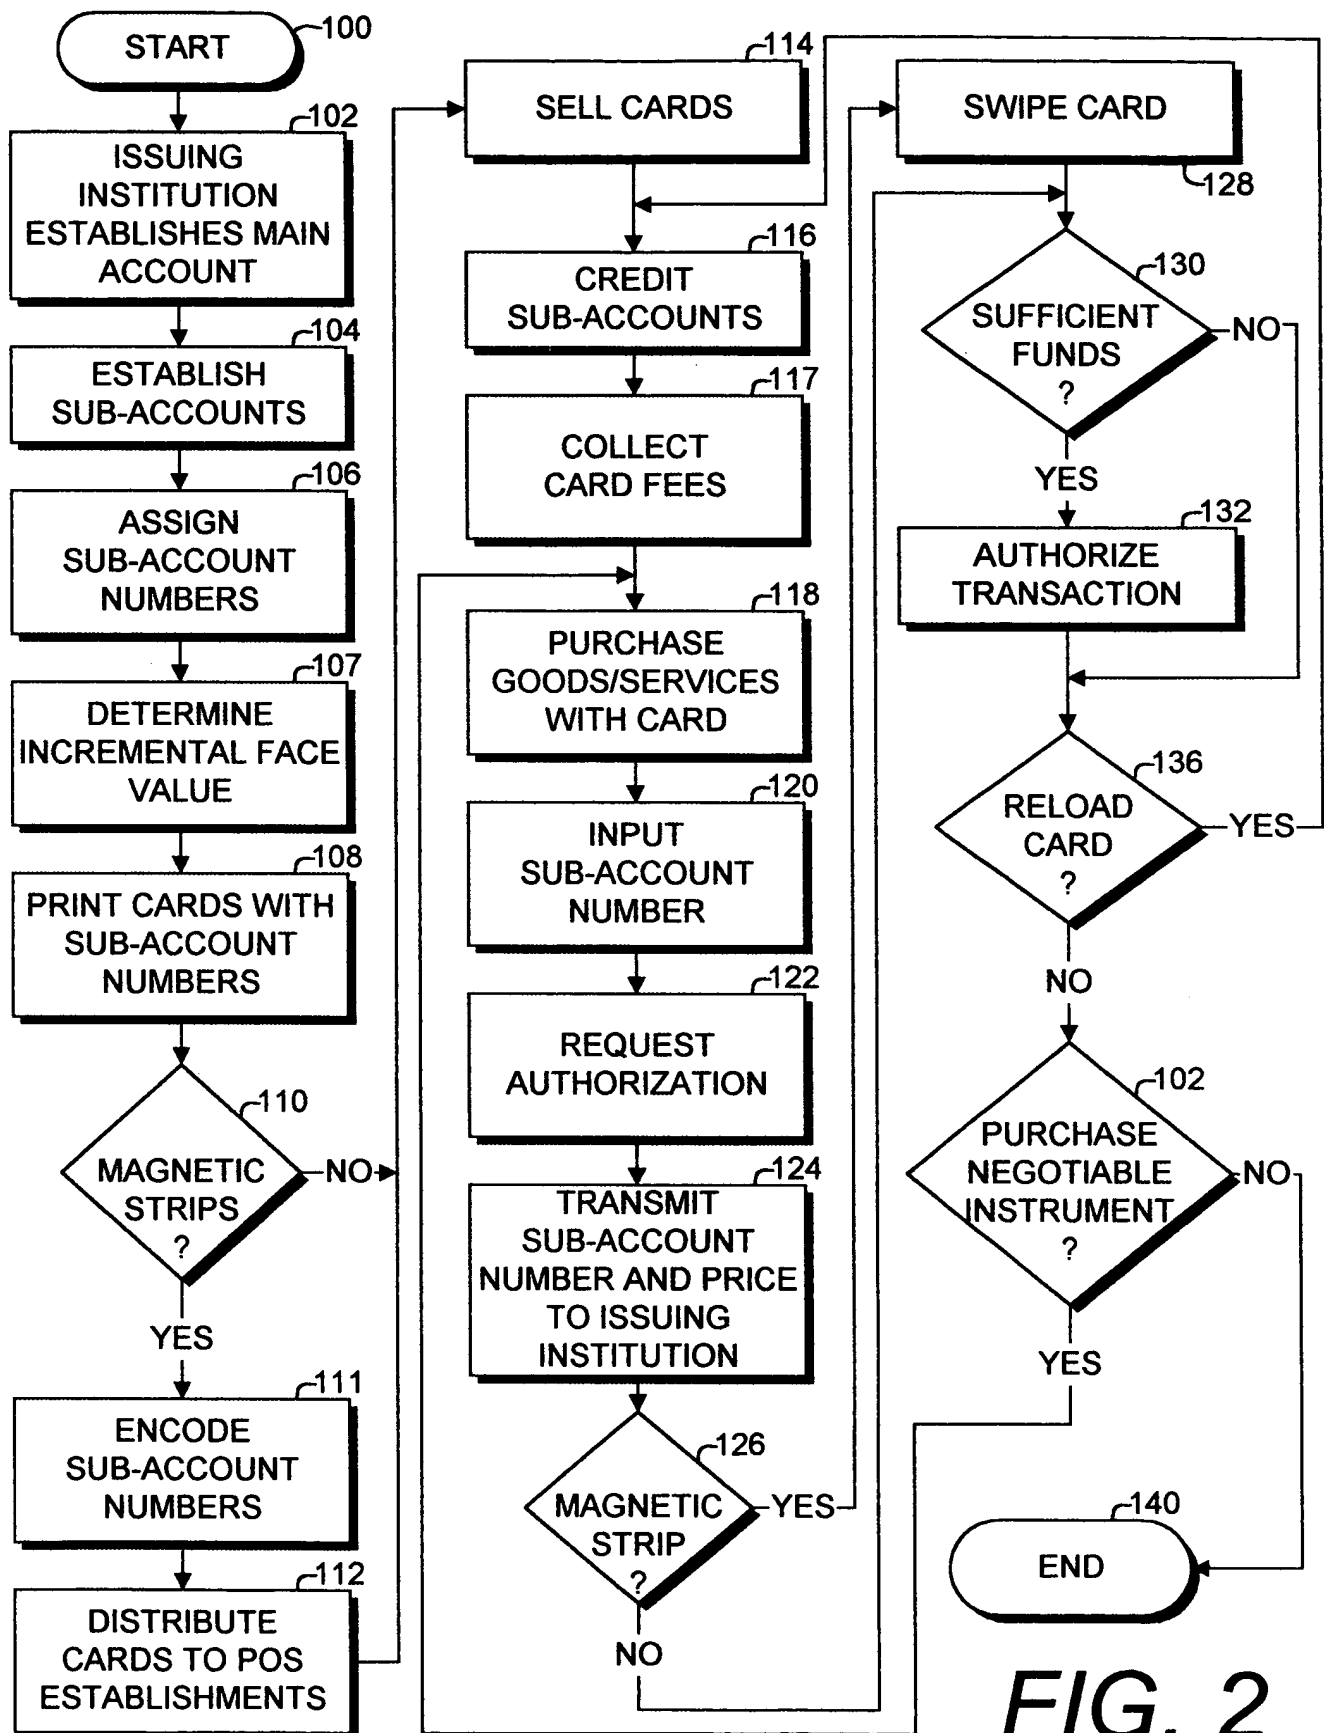 START
100
102
ISSUING
INSTITUTION
ESTABLISHES MAIN
ACCOUNT
104
ESTABLISH
SUB-ACCOUNTS
106
ASSIGN
SUB-ACCOUNT
NUMBERS
107
DETERMINE
INCREMENTAL FACE
VALUE
108
PRINT CARDS WITH
SUB-ACCOUNT
NUMBERS
110
MAGNETIC
STRIPS
?
NO
YES
111
ENCODE
SUB-ACCOUNT
NUMBERS
112
DISTRIBUTE
CARDS TO POS
ESTABLISHMENTS
114
SELL CARDS
116
CREDIT
SUB-ACCOUNTS
117
COLLECT
CARD FEES
118
PURCHASE
GOODS/SERVICES
WITH CARD
120
INPUT
SUB-ACCOUNT
NUMBER
122
REQUEST
AUTHORIZATION
124
TRANSMIT
SUB-ACCOUNT
NUMBER AND PRICE
TO ISSUING
INSTITUTION
126
MAGNETIC
STRIP
?
YES
NO
SWIPE CARD
128
130
SUFFICIENT
FUNDS
?
NO
YES
132
AUTHORIZE
TRANSACTION
136
RELOAD
CARD
?
YES
NO
102
PURCHASE
NEGOTIABLE
INSTRUMENT
?
NO
YES
140
END
FIG. 2